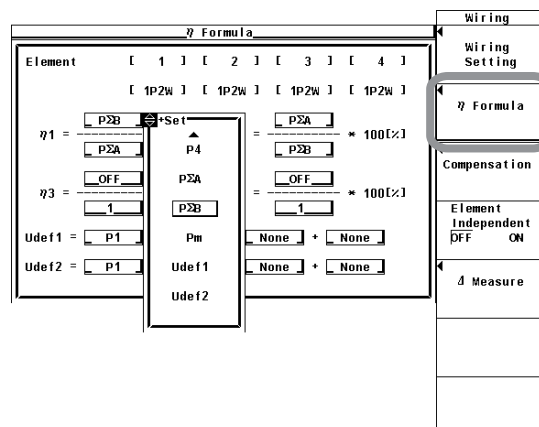 Wiring
η Formula
Wiring
Setting
Element [ 1 ] [ 2 ] [ 3 ] [ 4 ]
[ 1P2W ] [ 1P2W ] [ 1P2W ] [ 1P2W ]
η Formula
PΣB +Set PΣA
η1 = P4 = * 100[%]
PΣA PΣB
PΣA
Compensation
OFF OFF
η3 = PΣB = * 100[%]
1 1
Element
Independent
OFF ON
Udef1 = P1 Pm None + None
Udef2 = P1 Udef1 None + None
Δ Measure
Udef2